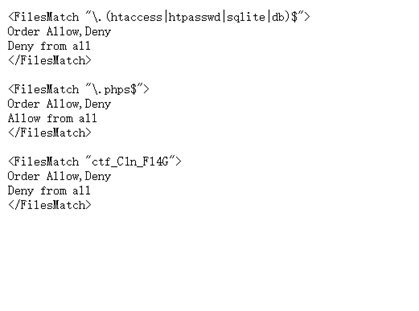 <FilesMatch "\.(htaccess|htpasswd|sqlite|db)$">
Order Allow,Deny
Deny from all
</FilesMatch>
<FilesMatch "\.phps$">
Order Allow,Deny
Allow from all
</FilesMatch>
<FilesMatch "ctf_C1n_F14G">
Order Allow,Deny
Deny from all
</FilesMatch>